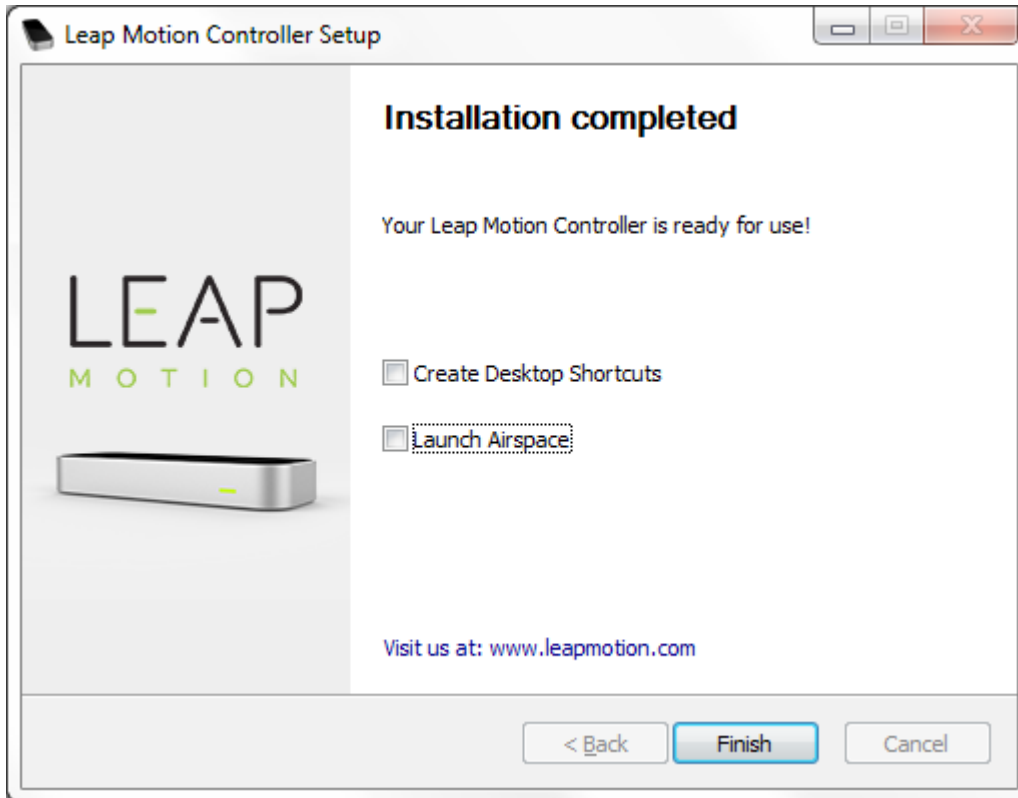 Leap Motion Controller Setup
Installation completed
Your Leap Motion Controller is ready for use!
LEAP
MOTION
Create Desktop Shortcuts
Launch Airspace
Visit us at: www.leapmotion.com
< Back Finish Cancel